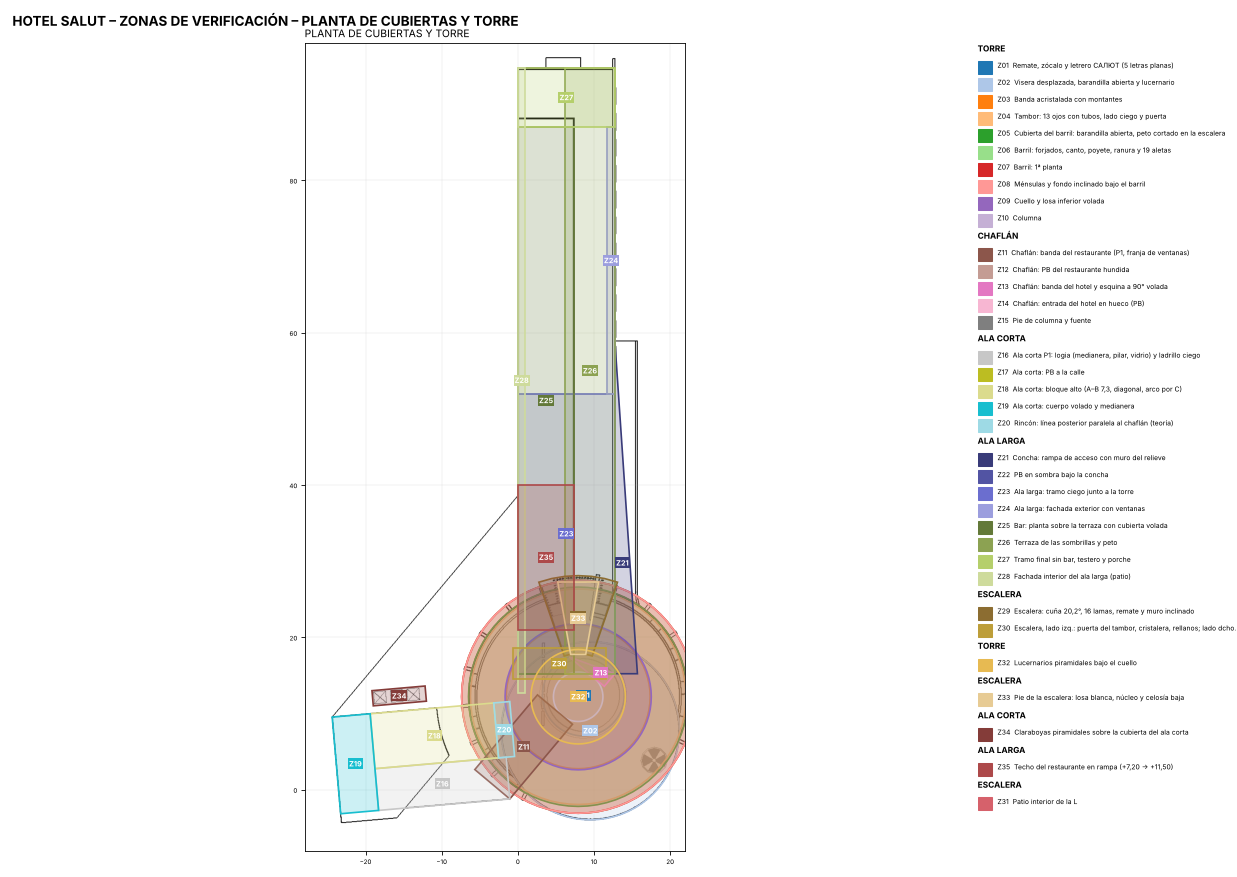 HOTEL SALUT – ZONAS DE VERIFICACIÓN – PLANTA DE CUBIERTAS Y TORRE
PLANTA DE CUBIERTAS Y TORRE
Z27
80
Z24
60
Z26
Z28
Z25
40
Z23
Z35
Z21
Z33
20
Z30
Z13
Z34
Z32
Z18
Z20
Z02
Z11
Z19
Z16
0
−20
−10
0
10
20
TORRE
Z01 Remate, zócalo y letrero САЛЮТ (5 letras planas)
Z02 Visera desplazada, barandilla abierta y lucernario
Z03 Banda acristalada con montantes
Z04 Tambor: 13 ojos con tubos, lado ciego y puerta
Z05 Cubierta del barril: barandilla abierta, peto cortado en la escalera
Z06 Barril: forjados, canto, poyete, ranura y 19 aletas
Z07 Barril: 1ª planta
Z08 Ménsulas y fondo inclinado bajo el barril
Z09 Cuello y losa inferior volada
Z10 Columna
CHAFLÁN
Z11 Chaflán: banda del restaurante (P1, franja de ventanas)
Z12 Chaflán: PB del restaurante hundida
Z13 Chaflán: banda del hotel y esquina a 90° volada
Z14 Chaflán: entrada del hotel en hueco (PB)
Z15 Pie de columna y fuente
ALA CORTA
Z16 Ala corta P1: logia (medianera, pilar, vidrio) y ladrillo ciego
Z17 Ala corta: PB a la calle
Z18 Ala corta: bloque alto (A–B 7,3, diagonal, arco por C)
Z19 Ala corta: cuerpo volado y medianera
Z20 Rincón: línea posterior paralela al chaflán (teoría)
ALA LARGA
Z21 Concha: rampa de acceso con muro del relieve
Z22 PB en sombra bajo la concha
Z23 Ala larga: tramo ciego junto a la torre
Z24 Ala larga: fachada exterior con ventanas
Z25 Bar: planta sobre la terraza con cubierta volada
Z26 Terraza de las sombrillas y peto
Z27 Tramo final sin bar, testero y porche
Z28 Fachada interior del ala larga (patio)
ESCALERA
Z29 Escalera: cuña 20,2°, 16 lamas, remate y muro inclinado
Z30 Escalera, lado izq.: puerta del tambor, cristalera, rellanos; lado dcho.
TORRE
Z32 Lucernarios piramidales bajo el cuello
ESCALERA
Z33 Pie de la escalera: losa blanca, núcleo y celosía baja
ALA CORTA
Z34 Claraboyas piramidales sobre la cubierta del ala corta
ALA LARGA
Z35 Techo del restaurante en rampa (+7,20 → +11,50)
ESCALERA
Z31 Patio interior de la L